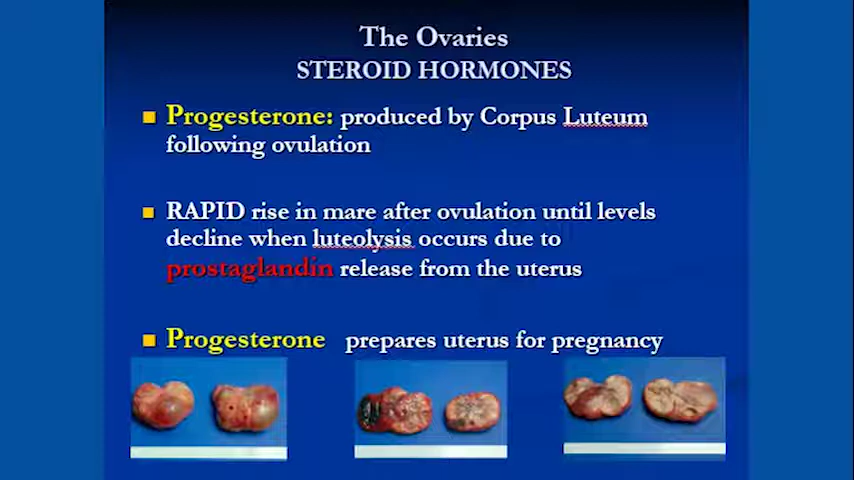 The Ovaries
STEROID HORMONES
Progesterone: produced by Corpus Luteum
following ovulation
RAPID rise in mare after ovulation until levels
decline when luteolysis occurs due to
prostaglandin release from the uterus
Progesterone prepares uterus for pregnancy